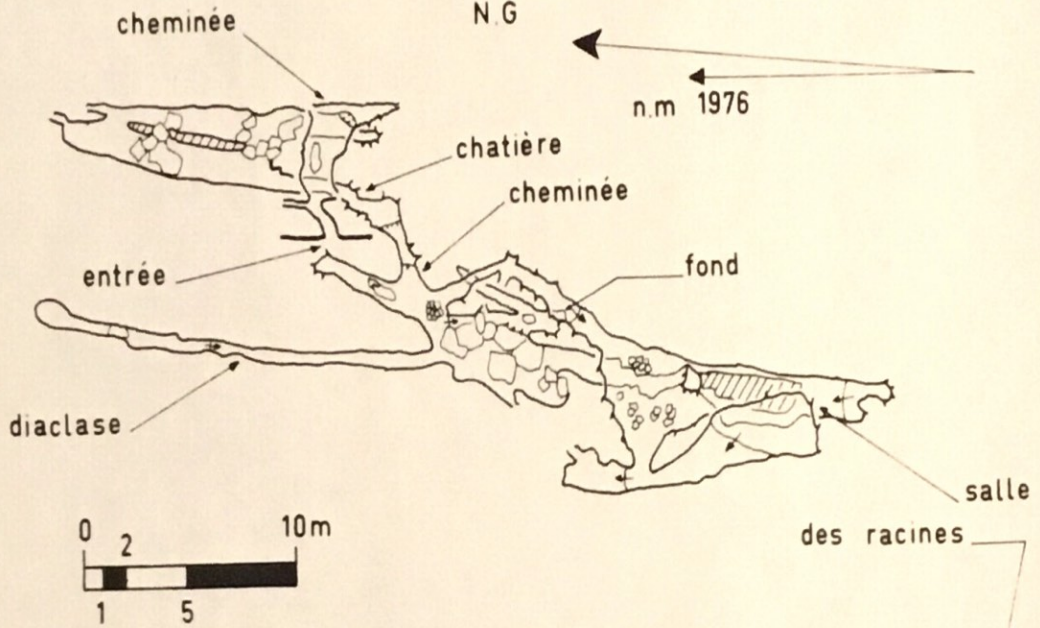 N.G
cheminée
n.m 1976
chatière
cheminée
entrée
fond
diaclase
salle
des racines
0 2 10m
1 5